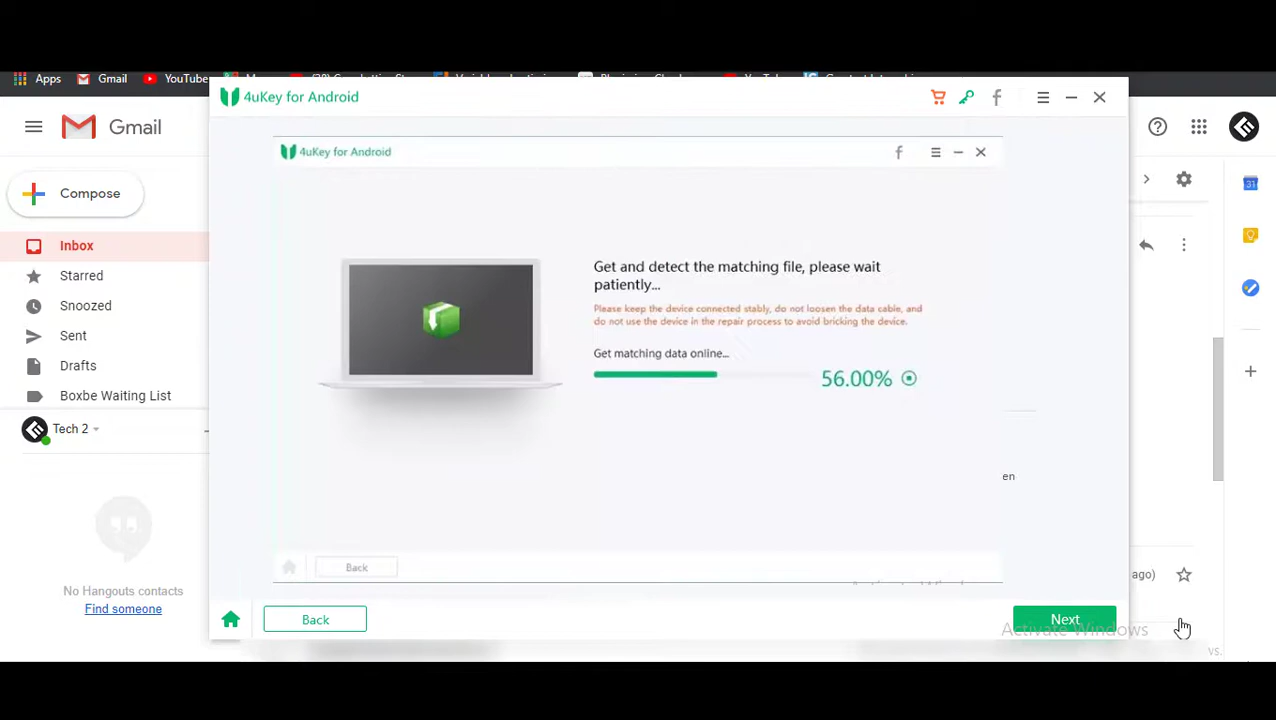 Apps Gmail YouTube
4uKey for Android
Gmail
4uKey for Android
Compose
31
Inbox
Starred
Get and detect the matching file, please wait
patiently...
Snoozed
Please keep the device connected stably, do not loosen the data cable, and
do not use the device in the repair process to avoid bricking the device.
Sent
Get matching data online...
Drafts
56.00%
Boxbe Waiting List
Tech 2
en
Back
ago)
No Hangouts contacts
Find someone
Back
Next
Activate Windows
vs.